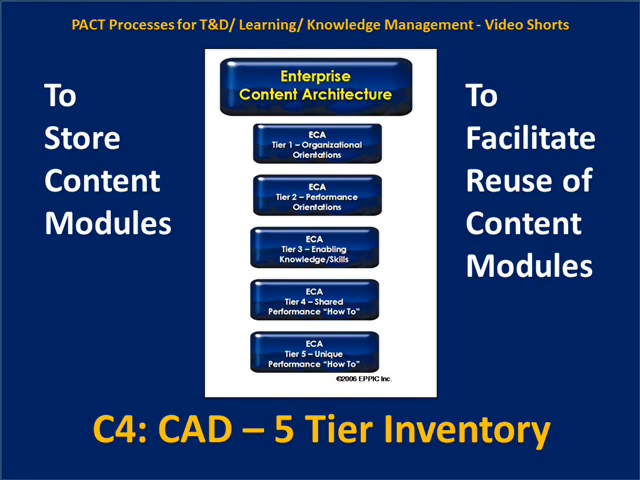 PACT Processes for T&D/ Learning/ Knowledge Management - Video Shorts
To
Store
Content
Modules
Enterprise
Content Architecture
ECA
Tier 1 – Organizational
Orientations
ECA
Tier 2 – Performance
Orientations
ECA
Tier 3 – Enabling
Knowledge/Skills
ECA
Tier 4 – Shared
Performance “How To”
ECA
Tier 5 – Unique
Performance “How To”
©2006 EPPIC Inc.
To
Facilitate
Reuse of
Content
Modules
C4: CAD – 5 Tier Inventory